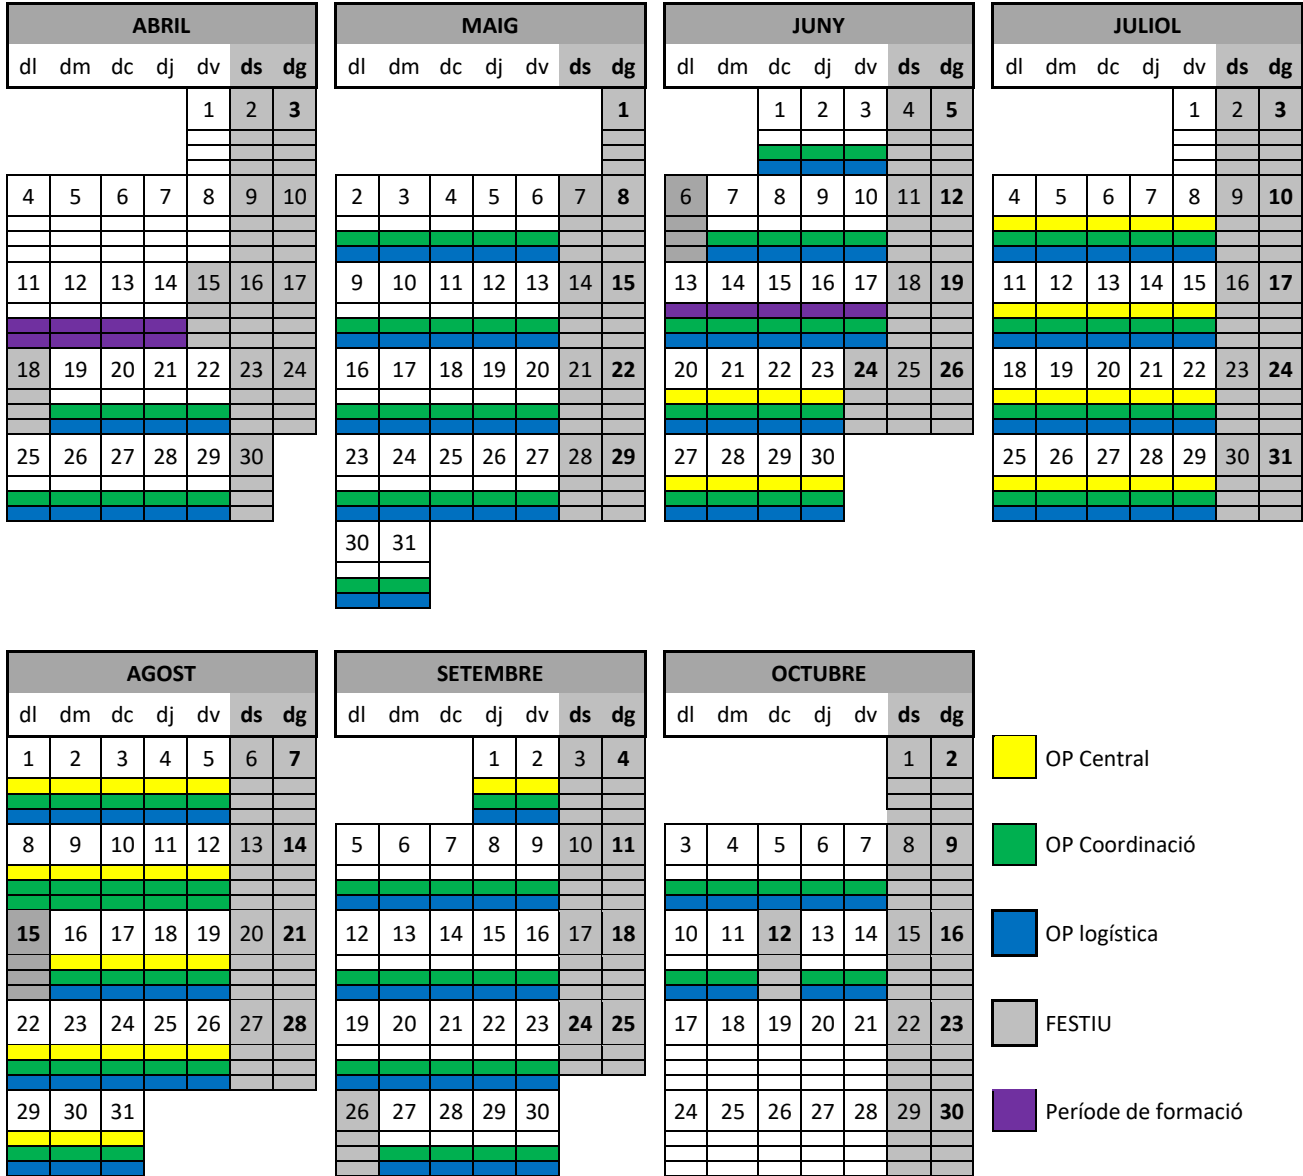 ABRIL MAIG JUNY JULIOL
dl dm dc dj dv ds dg dl dm dc dj dv ds dg dl dm dc dj dv ds dg dl dm dc dj dv ds dg
1 2 3 1 1 2 3 4 5 1 2 3
4 5 6 7 8 9 10 2 3 4 5 6 7 8 6 7 8 9 10 11 12 4 5 6 7 8 9 10
11 12 13 14 15 16 17 9 10 11 12 13 14 15 13 14 15 16 17 18 19 11 12 13 14 15 16 17
18 19 20 21 22 23 24 16 17 18 19 20 21 22 20 21 22 23 24 25 26 18 19 20 21 22 23 24
25 26 27 28 29 30 23 24 25 26 27 28 29 27 28 29 30 25 26 27 28 29 30 31
30 31
AGOST SETEMBRE OCTUBRE
dl dm dc dj dv ds dg dl dm dc dj dv ds dg dl dm dc dj dv ds dg
1 2 3 4 5 6 7 1 2 3 4 1 2 OP Central
8 9 10 11 12 13 14 5 6 7 8 9 10 11 3 4 5 6 7 8 9 OP Coordinació
15 16 17 18 19 20 21 12 13 14 15 16 17 18 10 11 12 13 14 15 16 OP logística
22 23 24 25 26 27 28 19 20 21 22 23 24 25 17 18 19 20 21 22 23 FESTIU
29 30 31 26 27 28 29 30 24 25 26 27 28 29 30 Període de formació